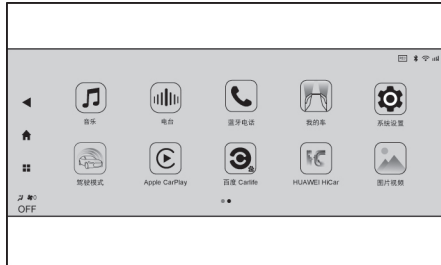 音乐
电台
蓝牙电话
我的车
系统设置
驾驶模式
Apple CarPlay
百度 Carlife
HUAWEI HiCar
图片视频
OFF